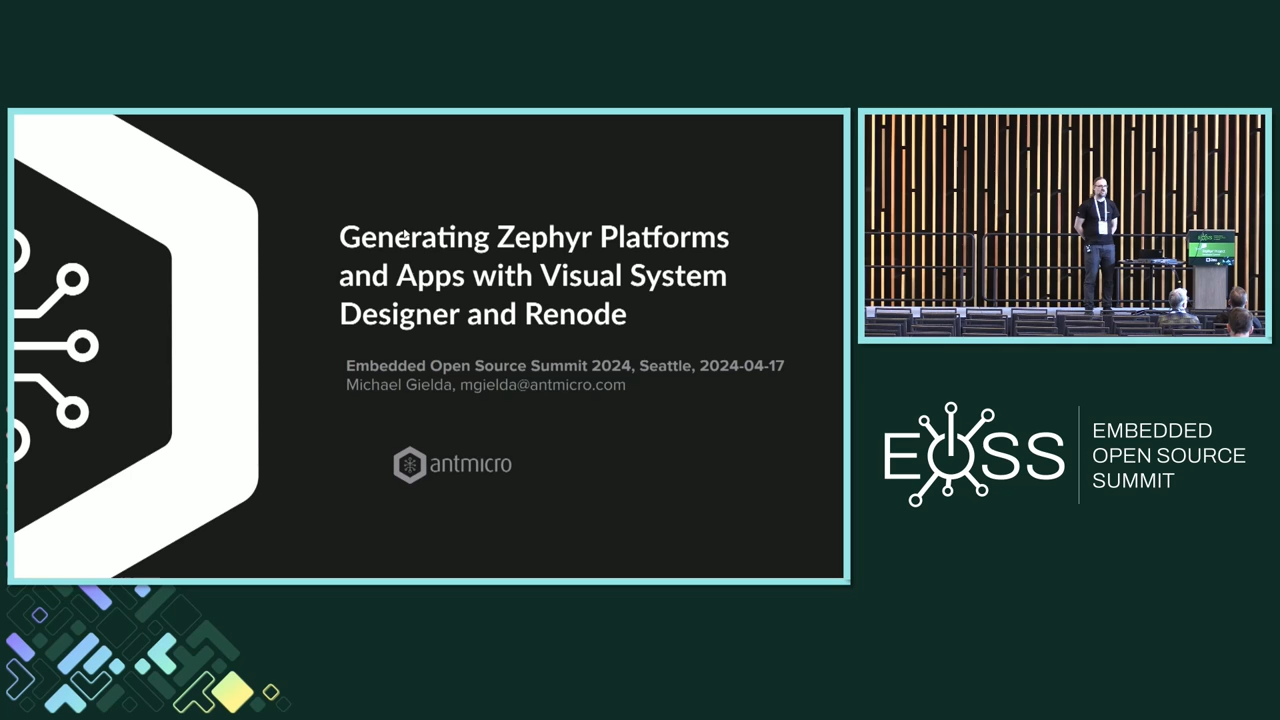 Generating Zephyr Platforms
and Apps with Visual System
Designer and Renode
Embedded Open Source Summit 2024, Seattle, 2024-04-17
Michael Gielda, mgielda@antmicro.com
antmicro
EOSS
EMBEDDED
OPEN SOURCE
SUMMIT